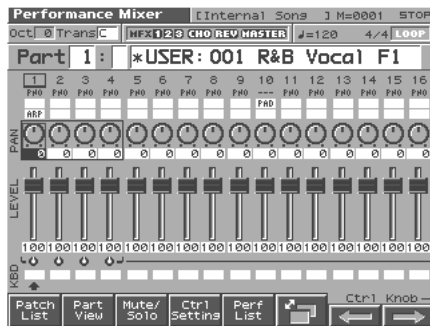 Performance Mixer [Internal Song ] M=0001 STOP
Oct 0 Trans C MFX 1 2 3 CHO REV MASTER ♩=120 4/4 LOOP
Part 1: *USER:001 R&B Vocal F1
1 2 3 4 5 6 7 8 9 10 11 12 13 14 15 16
PNO PNO PNO PNO PNO PNO PNO PNO PNO --- PNO PNO PNO PNO PNO PNO
PAD
ARP
PAN
0 0 0 0 0 0 0 0 0 0 0 0 0 0 0 0
LEVEL
100 100 100 100 100 100 100 100 100 100 100 100 100 100 100 100
KBD
Ctrl Knob
Patch List
Part View
Mute/Solo
Ctrl Setting
Perf List